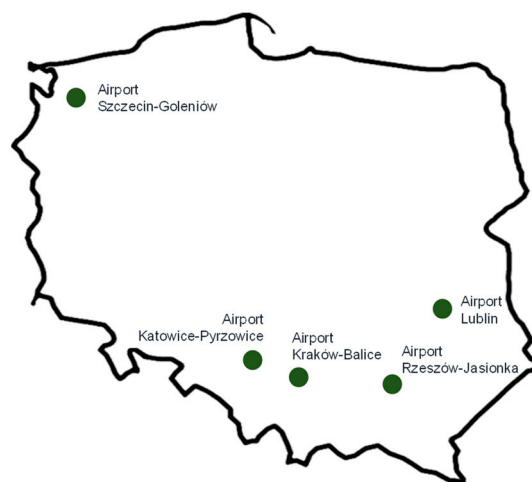 Airport
Szczecin-Goleniów
Airport
Lublin
Airport
Katowice-Pyrzowice
Airport
Kraków-Balice
Airport
Rzeszów-Jasionka